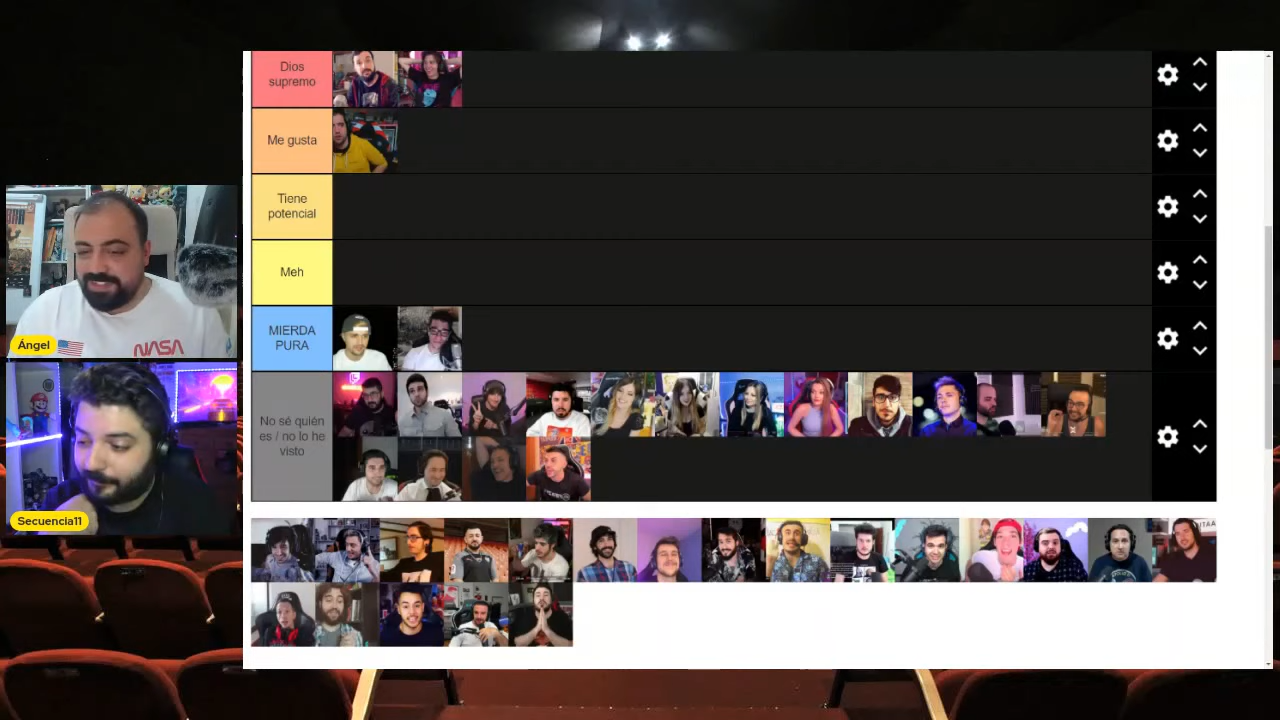 Dios
supremo
Me gusta
Tiene
potencial
Meh
MIERDA
PURA
No sé quién
es / no lo he
visto
Ángel
NASA
Secuencia11